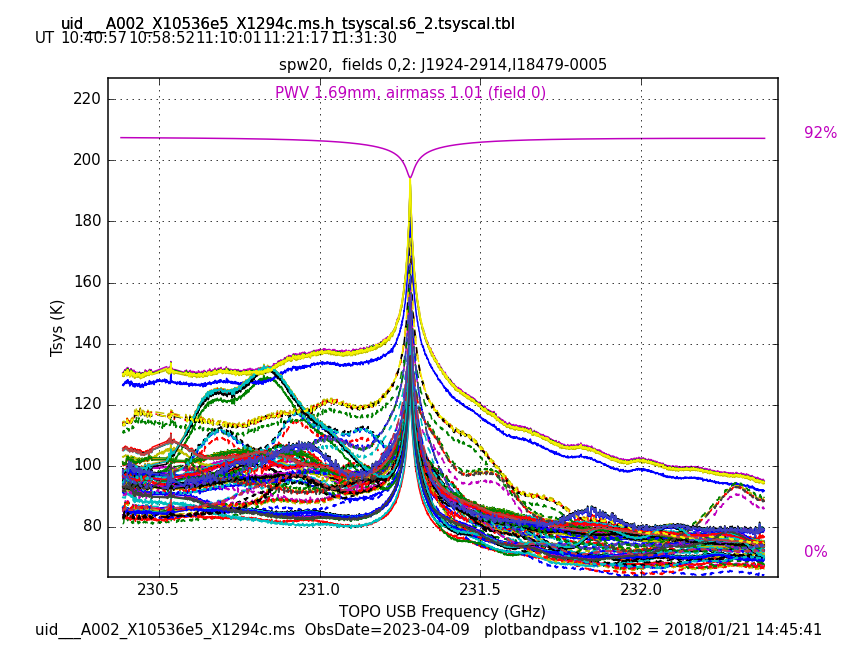 uid___A002_X10536e5_X1294c.ms.h_tsyscal.s6_2.tsyscal.tbl
UT 10:40:57 10:58:52 11:10:01 11:21:17 11:31:30
spw20,  fields 0,2: J1924-2914,I18479-0005
PWV 1.69mm, airmass 1.01 (field 0)
220
200
180
160
140
120
100
80
Tsys (K)
92%
0%
230.5 231.0 231.5 232.0
TOPO USB Frequency (GHz)
uid___A002_X10536e5_X1294c.ms  ObsDate=2023-04-09   plotbandpass v1.102 = 2018/01/21 14:45:41